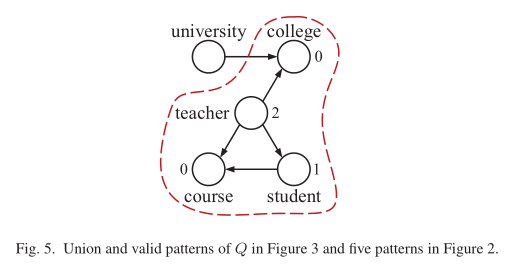 university college
0
teacher 2
0 1
course student
Fig. 5. Union and valid patterns of Q in Figure 3 and five patterns in Figure 2.